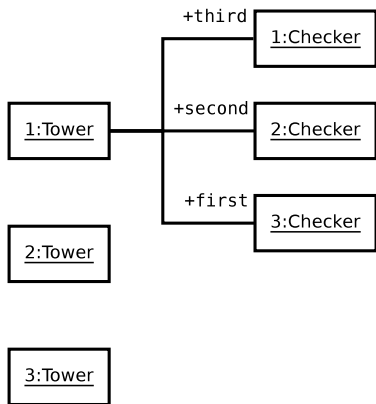 +third
1:Checker
+second
1:Tower
2:Checker
+first
3:Checker
2:Tower
3:Tower